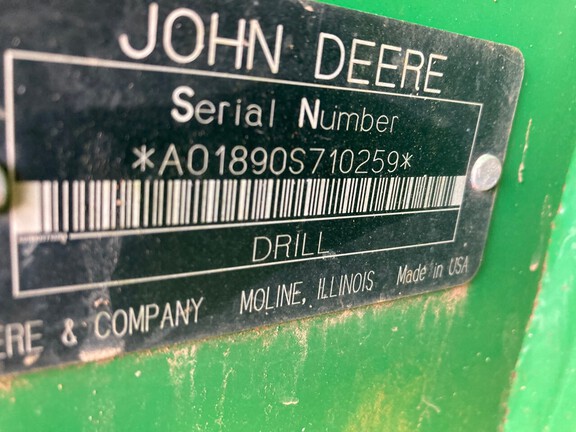 JOHN DEERE
Serial Number
*A01890S710259*
DRILL
ERE & COMPANY MOLINE, ILLINOIS Made in USA